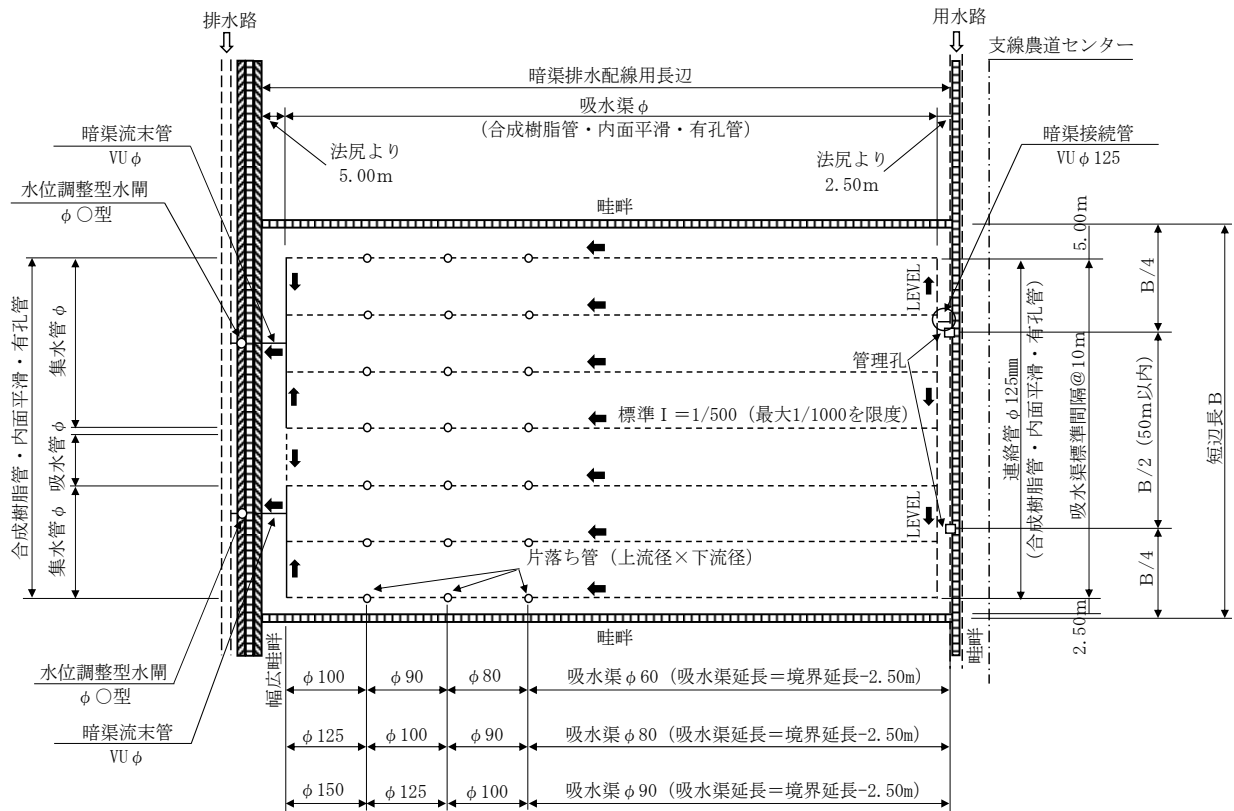 排水路
用水路
支線農道センター
暗渠排水配線用長辺
吸水渠φ
(合成樹脂管・内面平滑・有孔管)
暗渠流末管
VUφ
法尻より
5.00m
法尻より
2.50m
暗渠接続管
VUφ125
水位調整型水閘
φ○型
畦畔
5.00m
B/4
LEVEL
合成樹脂管・内面平滑・有孔管
集水管φ
吸水管φ
集水管φ
管理孔
標準I=1/500 (最大1/1000を限度)
連絡管φ125mm
(合成樹脂管・内面平滑・有孔管)
吸水渠標準間隔@10m
B/2 (50m以内)
短辺長B
LEVEL
片落ち管 (上流径×下流径)
B/4
2.50m
畦畔
畦畔
幅広畦畔
水位調整型水閘
φ○型
暗渠流末管
VUφ
φ100 φ90 φ80 吸水渠φ60 (吸水渠延長=境界延長-2.50m)
φ125 φ100 φ90 吸水渠φ80 (吸水渠延長=境界延長-2.50m)
φ150 φ125 φ100 吸水渠φ90 (吸水渠延長=境界延長-2.50m)